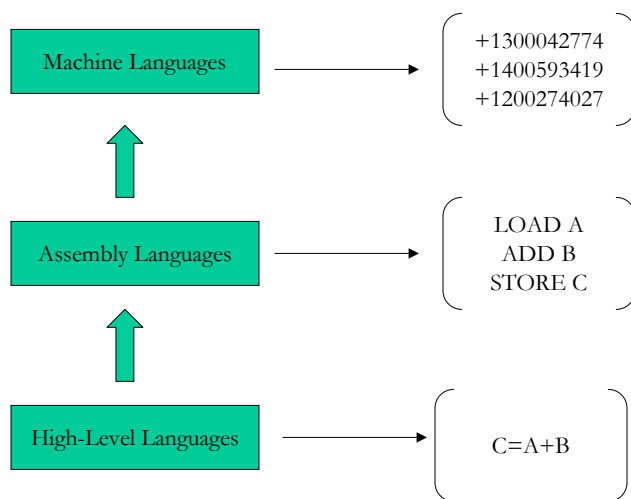 Machine Languages
+1300042774
+1400593419
+1200274027
Assembly Languages
LOAD A
ADD B
STORE C
High-Level Languages
C=A+B